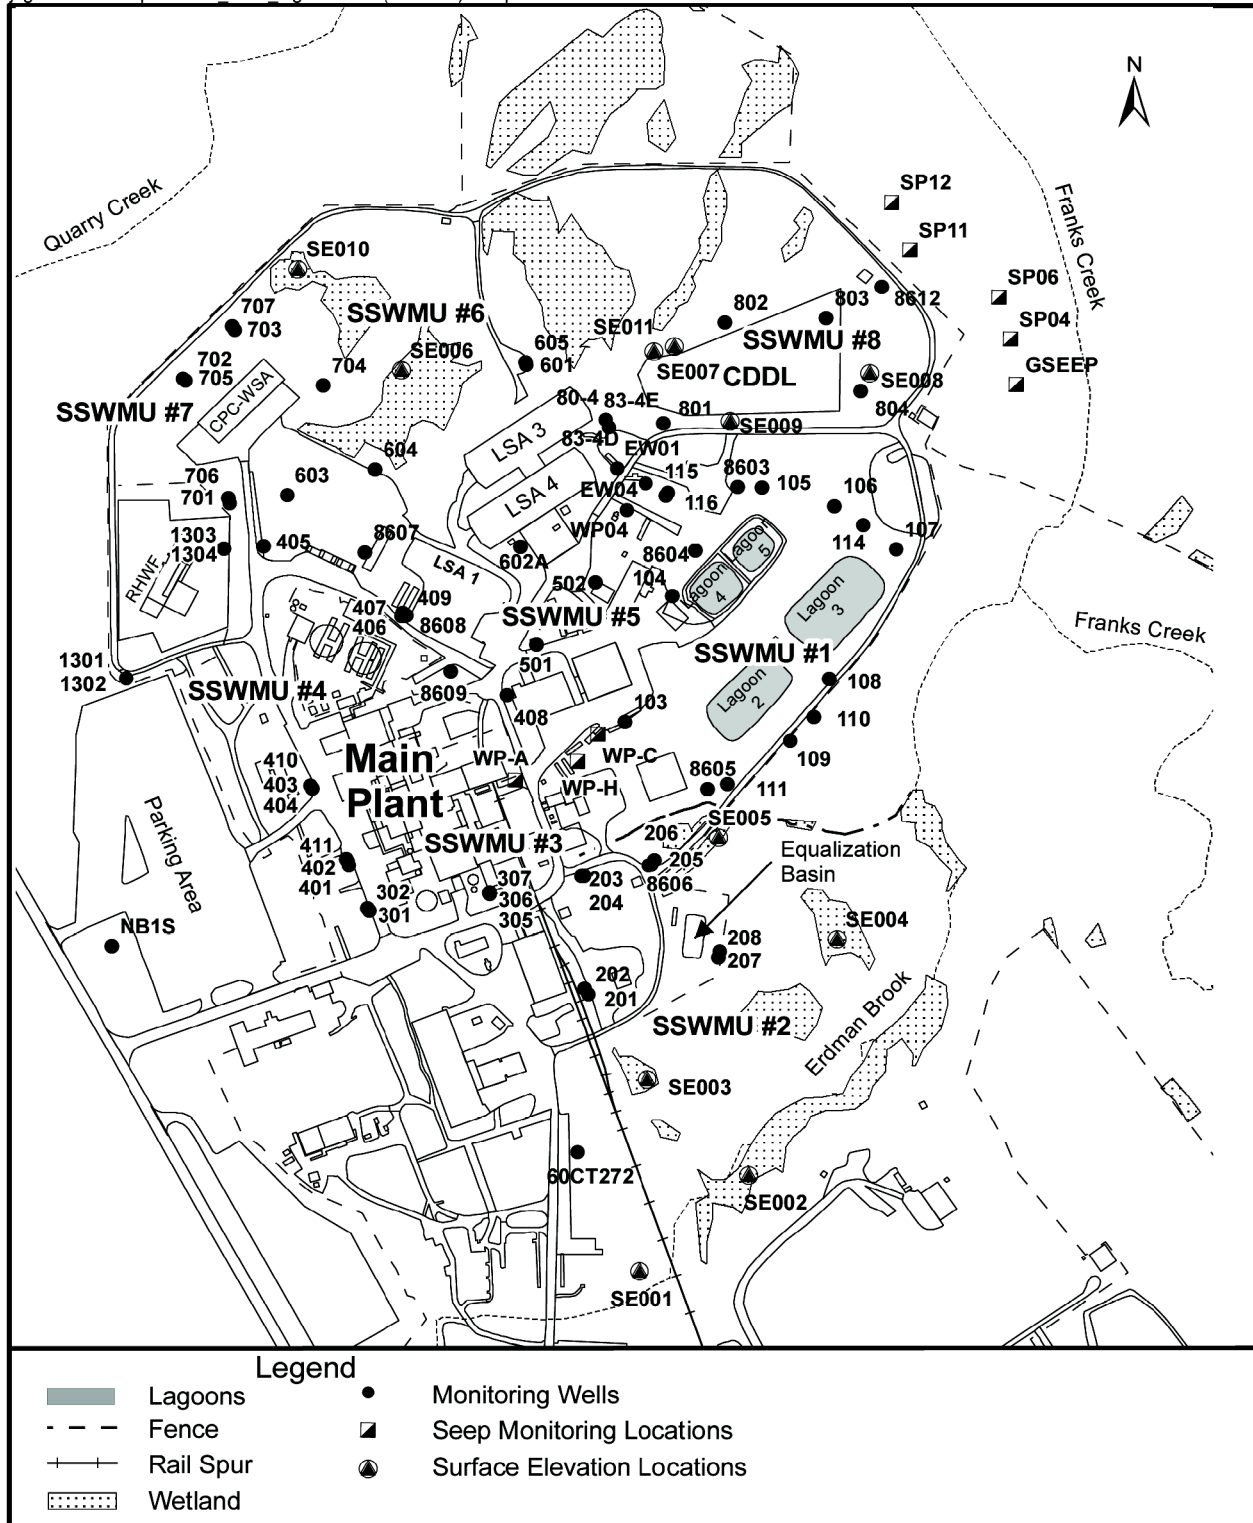 N
Quarry Creek
Franks Creek
SP12
SP11
SP06
SP04
GSEEP
SE010
707
703
SSWMU #6
SE006
702
705
704
CPC-WSA
SSWMU #7
605
601
SE011
SE007
802
803
8612
SSWMU #8
CDDL
SE008
804
801
SE009
80-4
83-4E
83-4D
LSA 3
LSA 4
EW01
EW04
WP04
115
116
8603
105
106
107
114
706
701
603
604
1303
1304
405
8607
RHWF
LSA 1
602A
502
8604
104
Lagoon
5
Lagoon
4
Lagoon
3
407
406
409
8608
SSWMU #5
501
SSWMU #1
Lagoon
2
Franks Creek
1301
1302
SSWMU #4
8609
408
103
108
110
109
WP-A
WP-C
WP-H
8605
111
410
403
404
Main
Plant
SSWMU #3
SE005
206
205
8606
Equalization
Basin
Parking Area
411
402
401
302
301
307
306
305
203
204
NB1S
SE004
208
207
202
201
SSWMU #2
Erdman Brook
SE003
60CT272
SE002
SE001
Legend
Lagoons
Fence
Rail Spur
Wetland
Monitoring Wells
Seep Monitoring Locations
Surface Elevation Locations